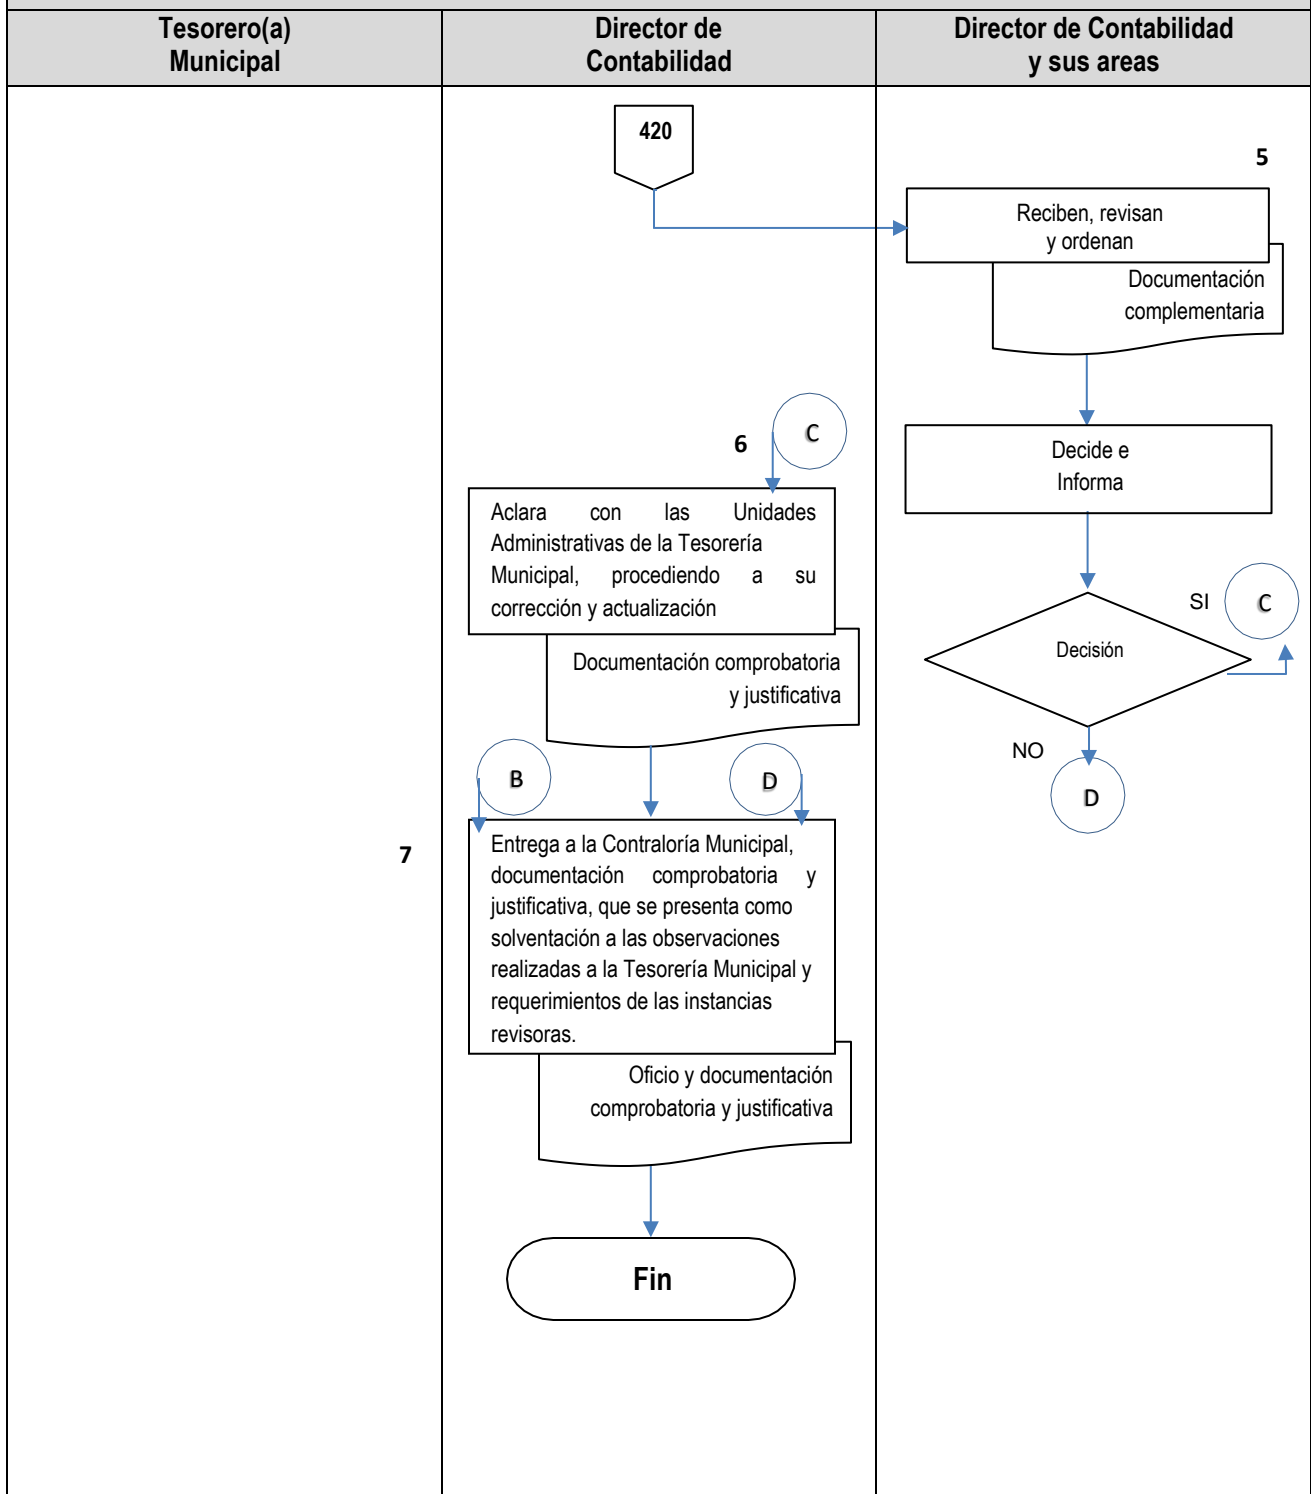 Tesorero(a)
Municipal
Director de
Contabilidad
Director de Contabilidad
y sus areas
420
5
Reciben, revisan
y ordenan
Documentación
complementaria
C
6
Decide e
Informa
Aclara con las Unidades
Administrativas de la Tesorería
Municipal, procediendo a su
corrección y actualización
SI
C
Decisión
Documentación comprobatoria
y justificativa
NO
B
D
D
7
Entrega a la Contraloría Municipal,
documentación comprobatoria y
justificativa, que se presenta como
solventación a las observaciones
realizadas a la Tesorería Municipal y
requerimientos de las instancias
revisoras.
Oficio y documentación
comprobatoria y justificativa
Fin